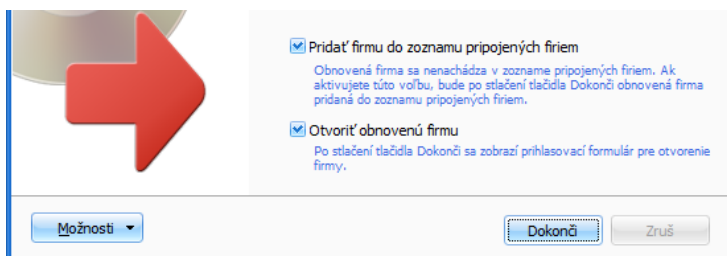 Pridať firmu do zoznamu pripojených firiem
Obnovená firma sa nenachádza v zozname pripojených firiem. Ak
aktivujete túto voľbu, bude po stlačení tlačidla Dokonči obnovená firma
pridaná do zoznamu pripojených firiem.
Otvoriť obnovenú firmu
Po stlačení tlačidla Dokonči sa zobrazí prihlasovací formulár pre otvorenie
firmy.
Možnosti
Dokonči
Zruš